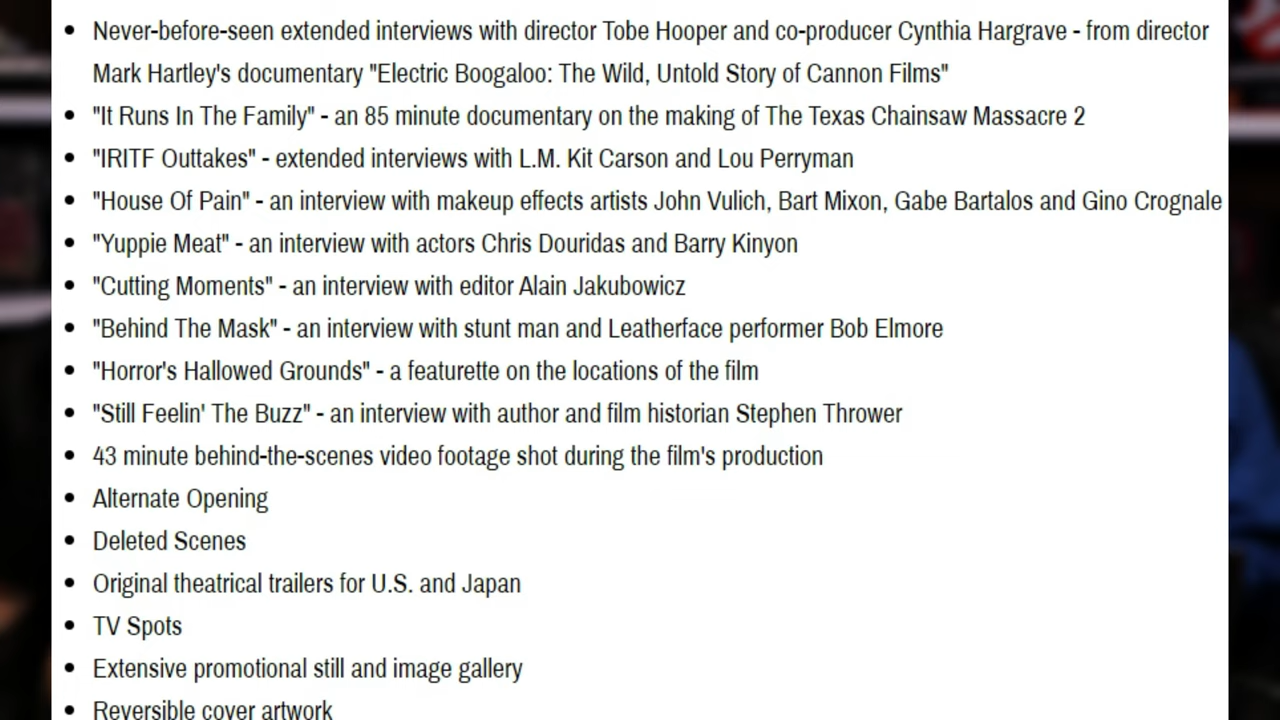 • Never-before-seen extended interviews with director Tobe Hooper and co-producer Cynthia Hargrave - from director
Mark Hartley's documentary "Electric Boogaloo: The Wild, Untold Story of Cannon Films"
• "It Runs In The Family" - an 85 minute documentary on the making of The Texas Chainsaw Massacre 2
• "IRITF Outtakes" - extended interviews with L.M. Kit Carson and Lou Perryman
• "House Of Pain" - an interview with makeup effects artists John Vulich, Bart Mixon, Gabe Bartalos and Gino Crognale
• "Yuppie Meat" - an interview with actors Chris Douridas and Barry Kinyon
• "Cutting Moments" - an interview with editor Alain Jakubowicz
• "Behind The Mask" - an interview with stunt man and Leatherface performer Bob Elmore
• "Horror's Hallowed Grounds" - a featurette on the locations of the film
• "Still Feelin' The Buzz" - an interview with author and film historian Stephen Thrower
• 43 minute behind-the-scenes video footage shot during the film's production
• Alternate Opening
• Deleted Scenes
• Original theatrical trailers for U.S. and Japan
• TV Spots
• Extensive promotional still and image gallery
• Reversible cover artwork